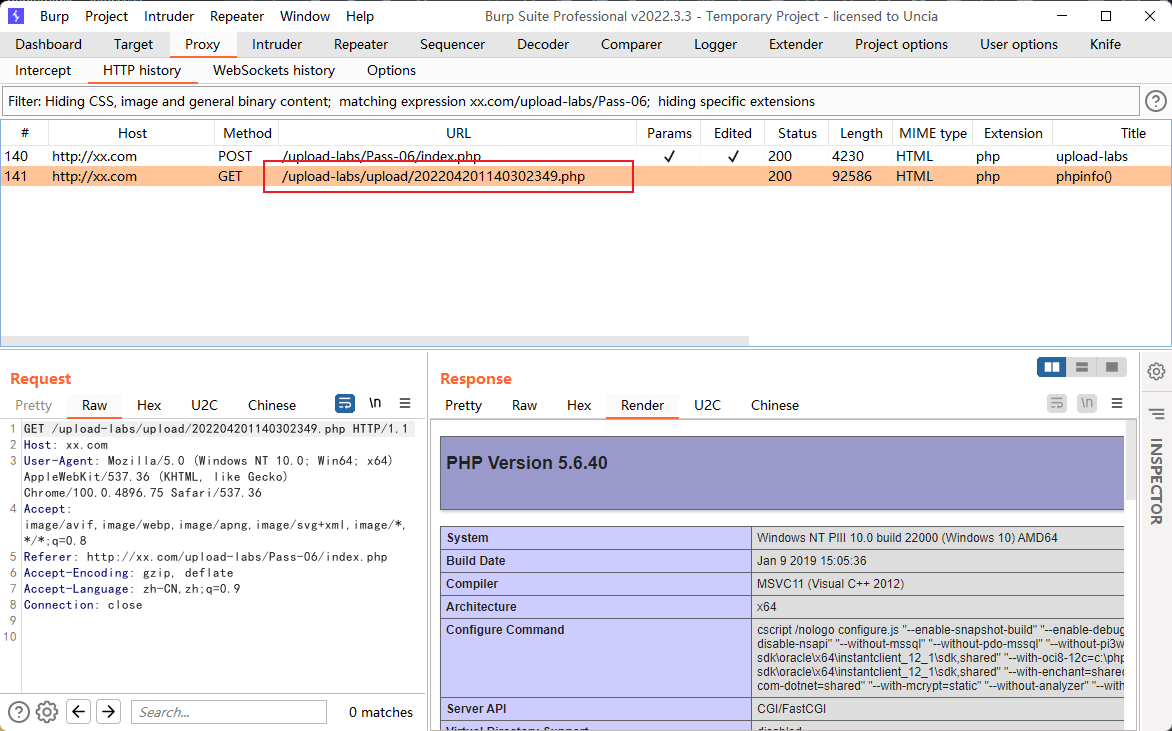 Burp Project Intruder Repeater Window Help Burp Suite Professional v2022.3.3 - Temporary Project - licensed to Uncia
Dashboard Target Proxy Intruder Repeater Sequencer Decoder Comparer Logger Extender Project options User options Knife
Intercept HTTP history WebSockets history Options
Filter: Hiding CSS, image and general binary content; matching expression xx.com/upload-labs/Pass-06; hiding specific extensions
# Host Method URL Params Edited Status Length MIME type Extension Title
140 http://xx.com POST /upload-labs/Pass-06/index.php ✓ ✓ 200 4230 HTML php upload-labs
141 http://xx.com GET /upload-labs/upload/202204201140302349.php 200 92586 HTML php phpinfo()
Request
Pretty Raw Hex U2C Chinese \n
1 GET /upload-labs/upload/202204201140302349.php HTTP/1.1
2 Host: xx.com
3 User-Agent: Mozilla/5.0 (Windows NT 10.0; Win64; x64)
AppleWebKit/537.36 (KHTML, like Gecko)
Chrome/100.0.4896.75 Safari/537.36
4 Accept:
image/avif,image/webp,image/apng,image/svg+xml,image/*,
*/*;q=0.8
5 Referer: http://xx.com/upload-labs/Pass-06/index.php
6 Accept-Encoding: gzip, deflate
7 Accept-Language: zh-CN,zh;q=0.9
8 Connection: close
9
10
Search...
0 matches
Response
Pretty Raw Hex Render U2C Chinese \n
PHP Version 5.6.40
System Windows NT PIII 10.0 build 22000 (Windows 10) AMD64
Build Date Jan 9 2019 15:05:36
Compiler MSVC11 (Visual C++ 2012)
Architecture x64
Configure Command cscript /nologo configure.js "--enable-snapshot-build" "--enable-debug
disable-nsapi" "--without-mssql" "--without-pdo-mssql" "--without-pi3w
sdk\oracle\x64\instantclient_12_1\sdk,shared" "--with-oci8-12c=c:\php
sdk\oracle\x64\instantclient_12_1\sdk,shared" "--with-enchant=shared
com-dotnet=shared" "--with-mcrypt=static" "--without-analyzer" "--with
Server API CGI/FastCGI
Virtual Directory Support disabled
INSPECTOR